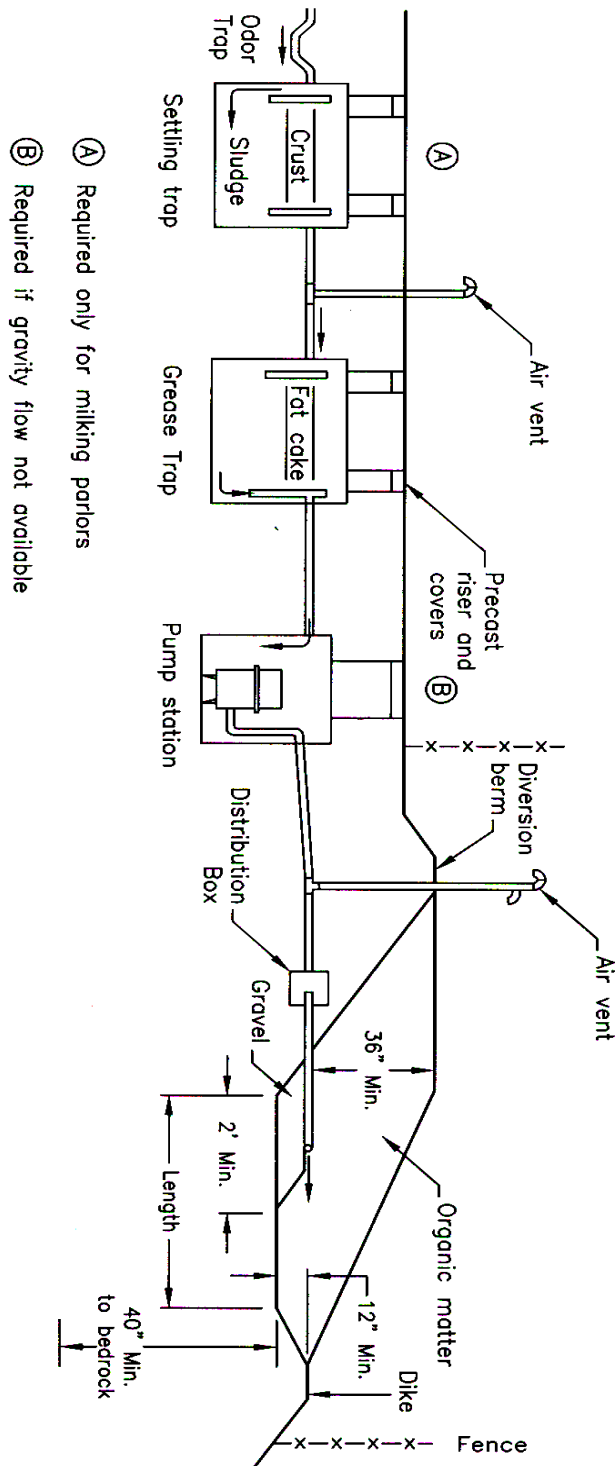 Odor
Trap
Crust
Sludge
Settling trap
Ⓐ
Air vent
Fat cake
Grease Trap
Precast
riser and
covers
Ⓑ
Pump station
Diversion
berm
Distribution
Box
Air vent
Gravel
36" Min.
2' Min.
Length
Organic matter
12" Min.
40" Min.
to bedrock
Dike
Fence
Ⓐ Required only for milking parlors
Ⓑ Required if gravity flow not available